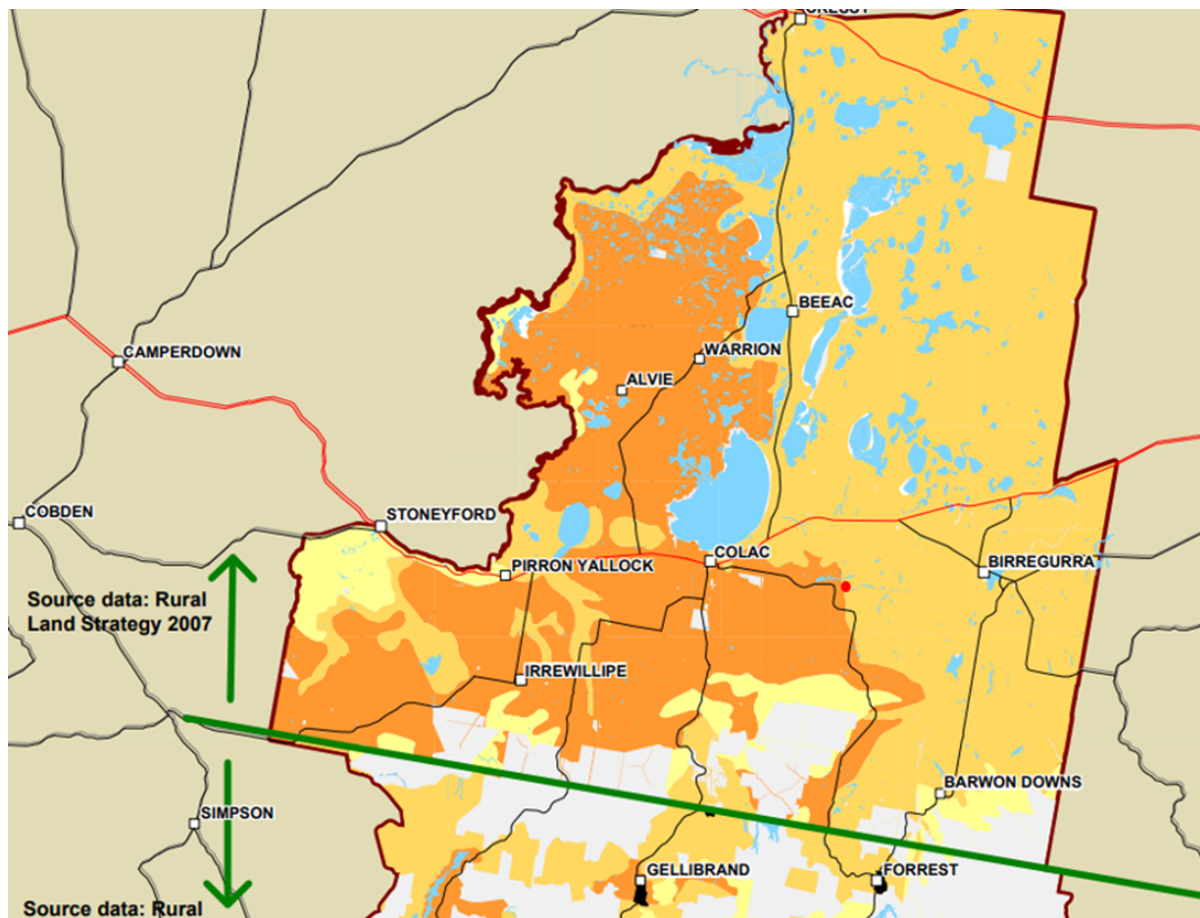 CRESSY
BEEAC
WARRION
CAMPERDOWN
ALVIE
COBDEN
STONEYFORD
COLAC
PIRRON YALLOCK
BIRREGURRA
Source data: Rural
Land Strategy 2007
IRREWILLIPE
BARWON DOWNS
SIMPSON
GELLIBRAND
FORREST
Source data: Rural